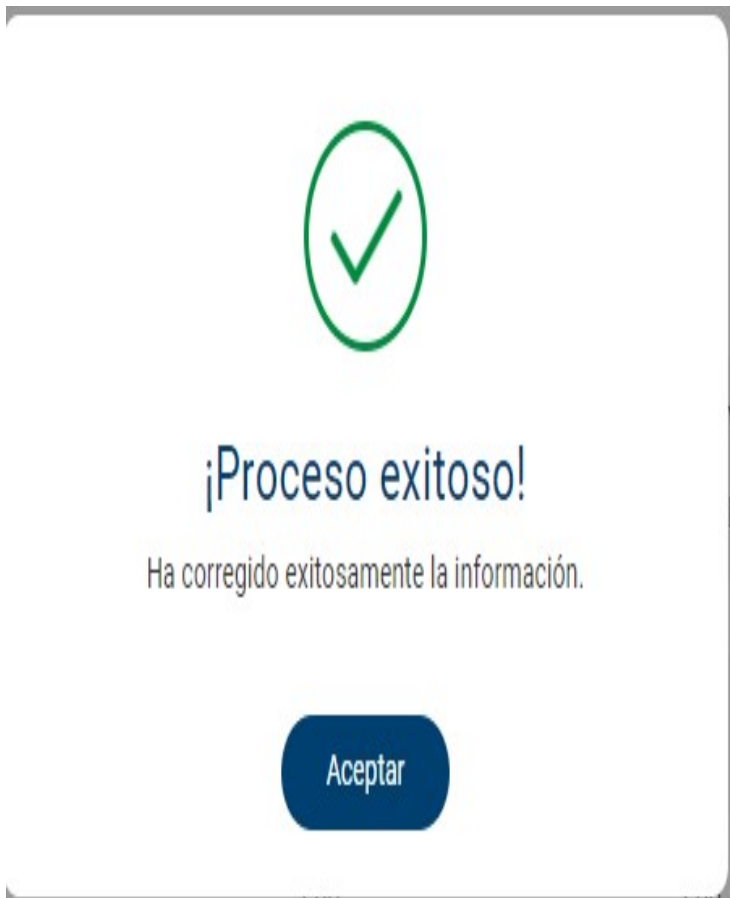 ¡Proceso exitoso!
Ha corregido exitosamente la información.
Aceptar